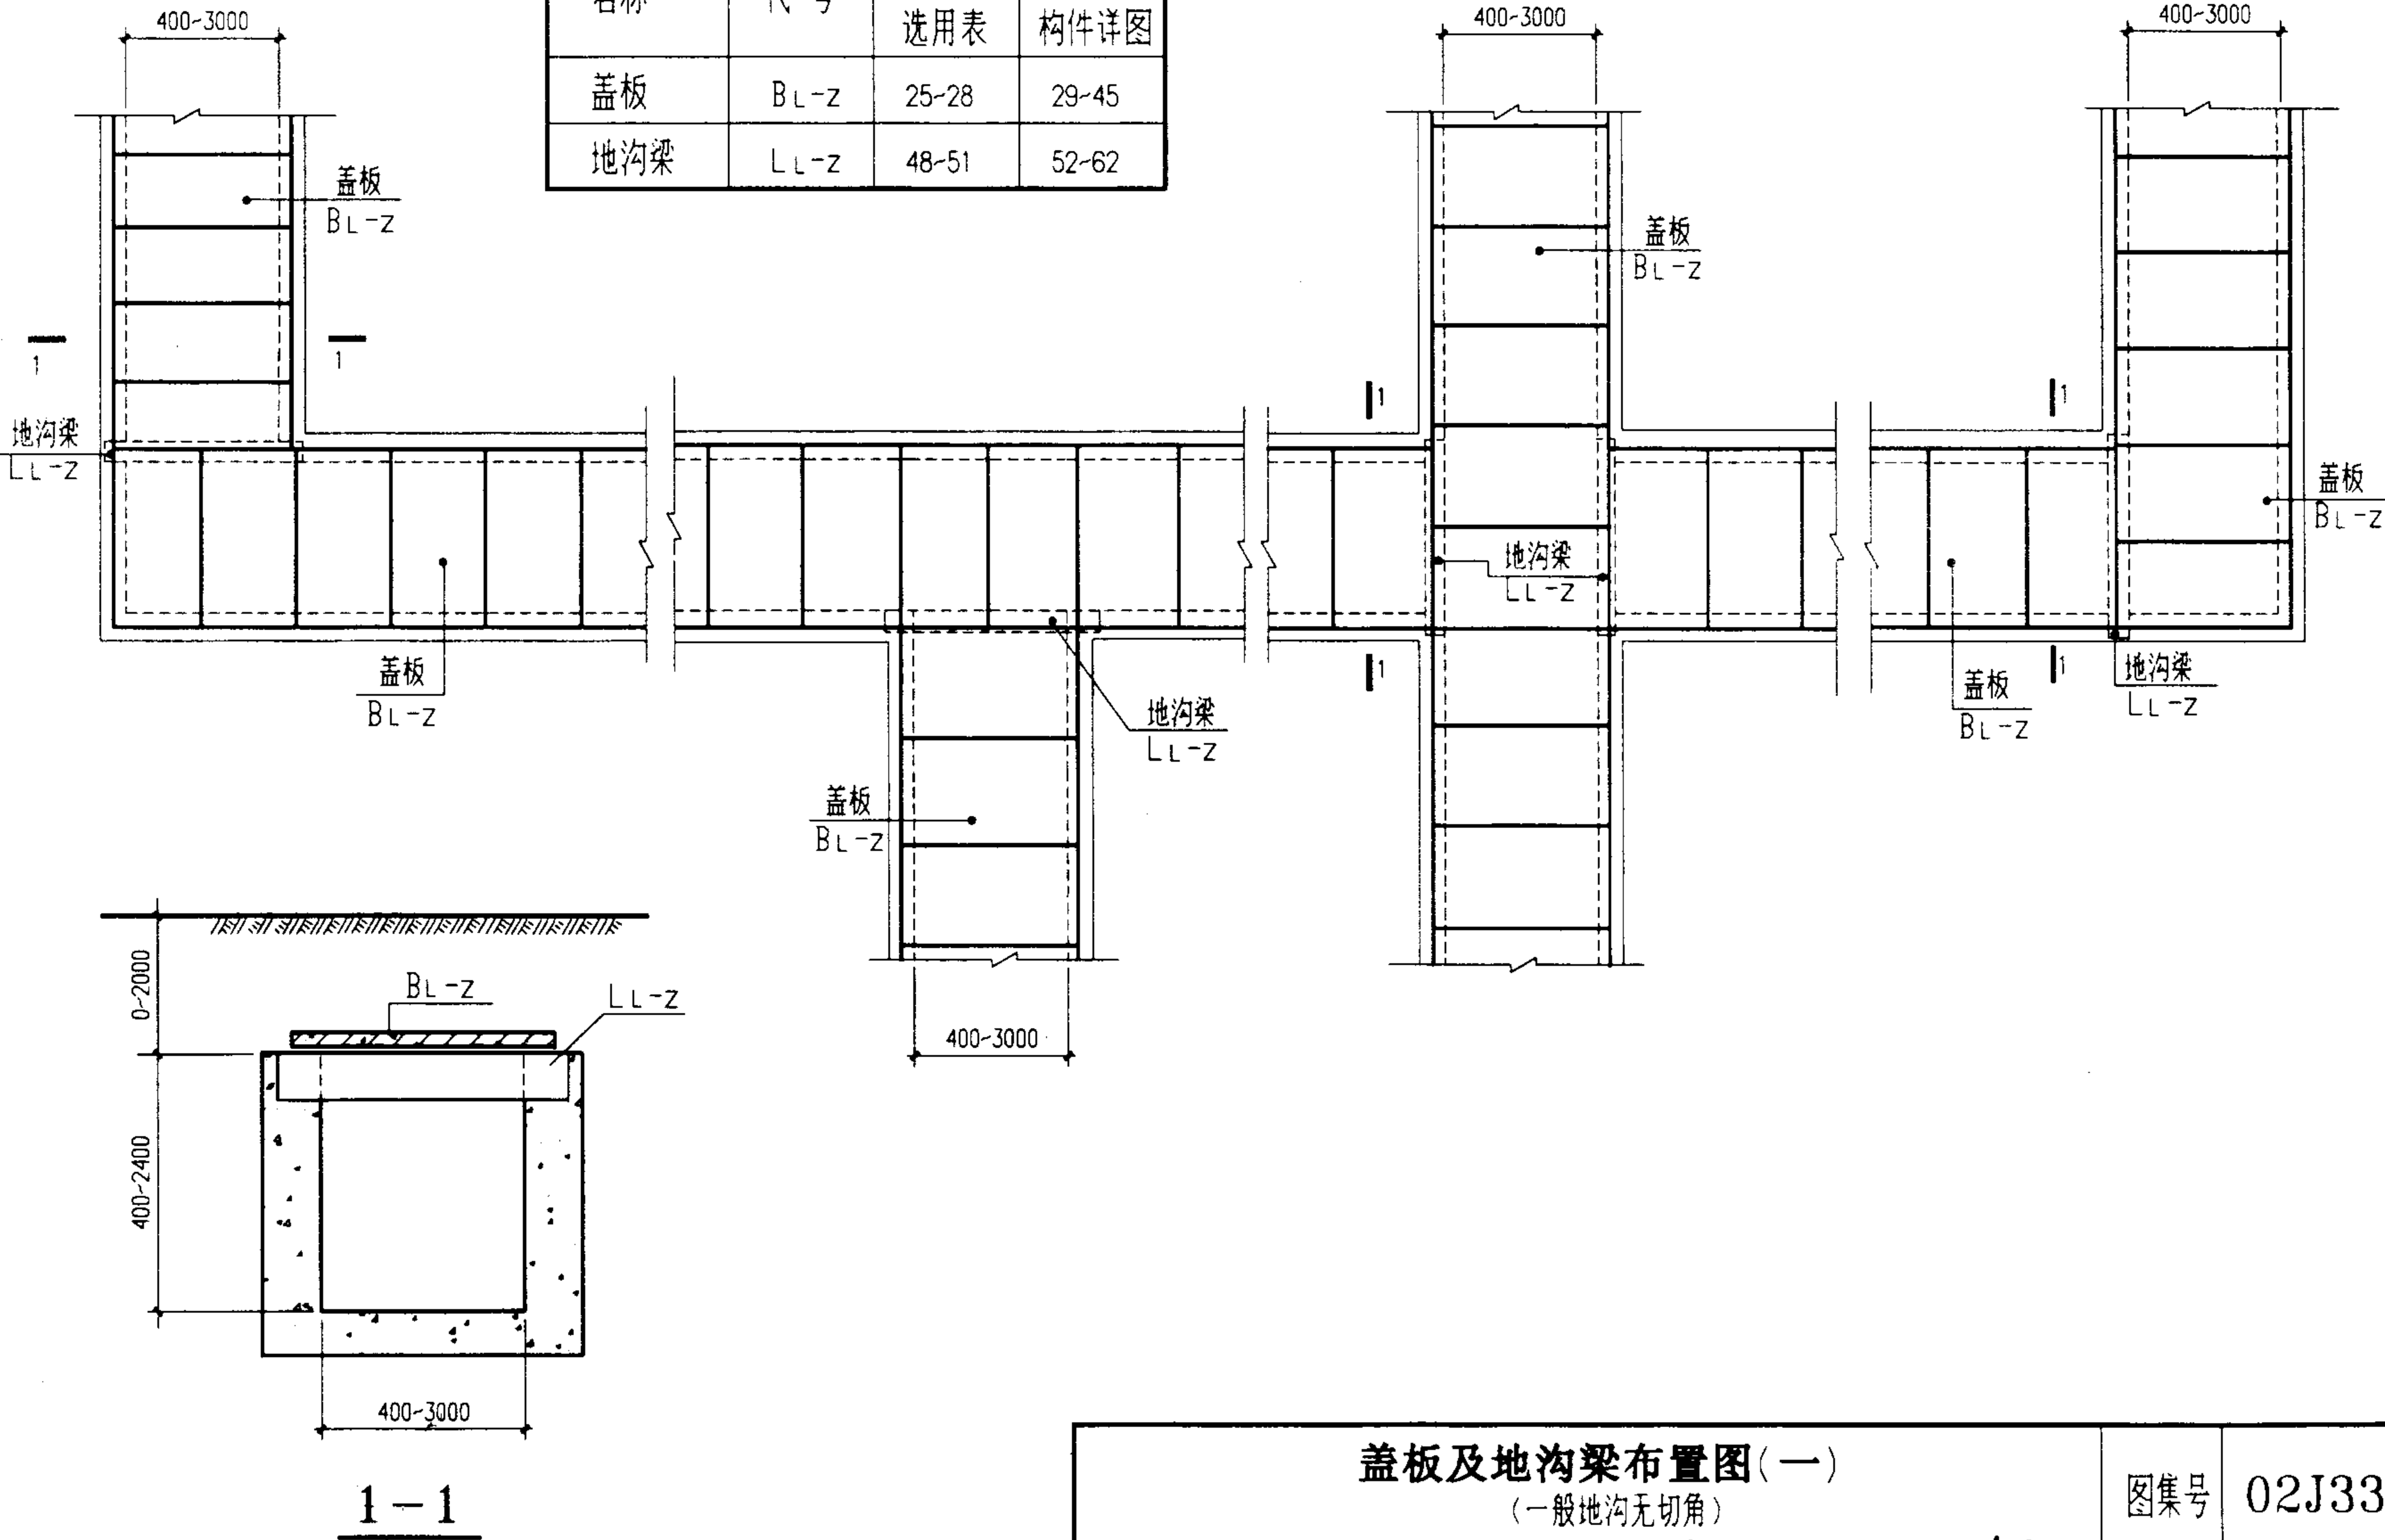 400~3000
名称 代号 选用表 构件详图
盖板 BL-Z 25~28 29~45
地沟梁 LL-Z 48~51 52~62
400~3000
400~3000
盖板
BL-Z
盖板
BL-Z
1 1
地沟梁
LL-Z
1
1
盖板
BL-Z
地沟梁
LL-Z
盖板
BL-Z
地沟梁
LL-Z
1
1
盖板
BL-Z
地沟梁
LL-Z
盖板
BL-Z
400~3000
0~2000
BL-Z
LL-Z
400~2400
400~3000
1-1
盖板及地沟梁布置图(一)
(一般地沟无切角)
图集号 02J33